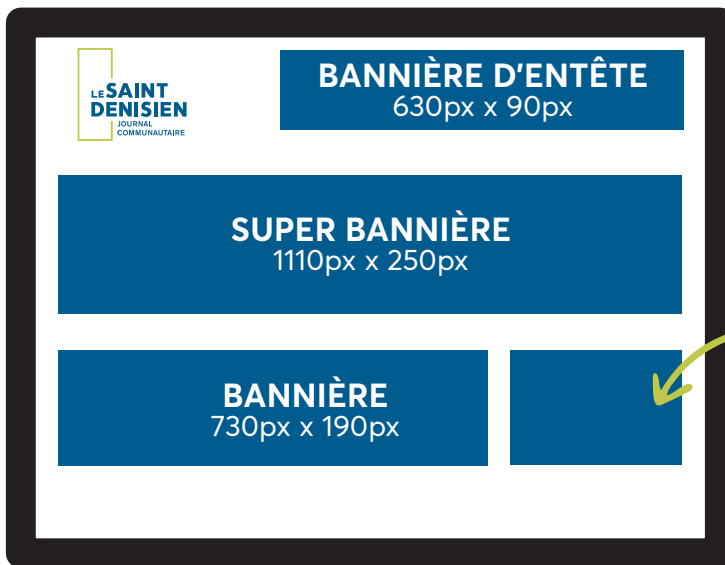 LE SAINT
DENISIEN
JOURNAL
COMMUNAUTAIRE
BANNIÈRE D'ENTÊTE
630px x 90px
SUPER BANNIÈRE
1110px x 250px
BANNIÈRE
730px x 190px